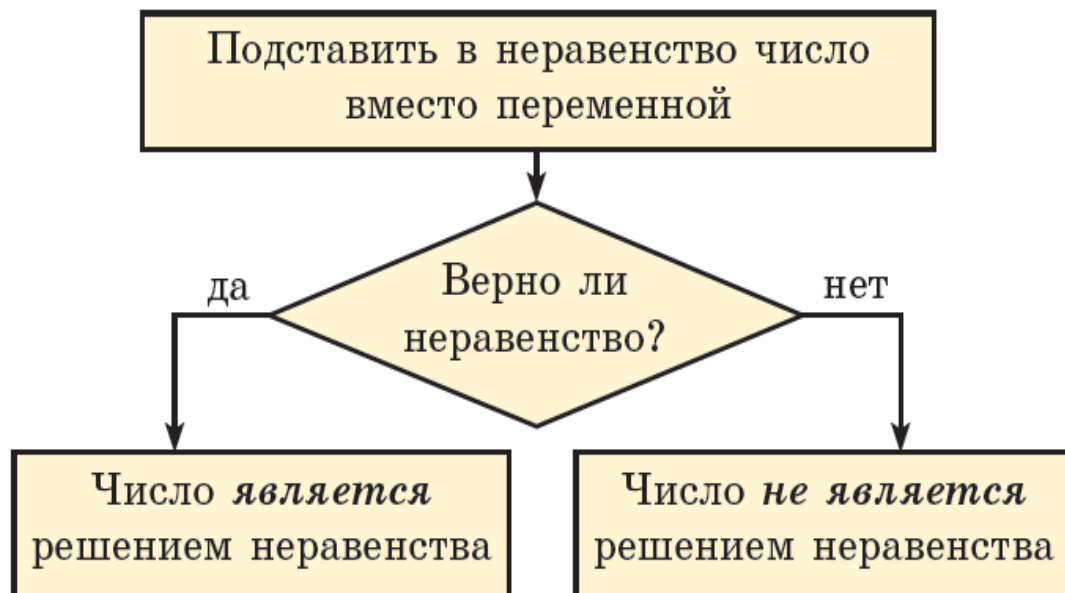 Подставить в неравенство число
вместо переменной
да
Верно ли
неравенство?
нет
Число является
решением неравенства
Число не является
решением неравенства